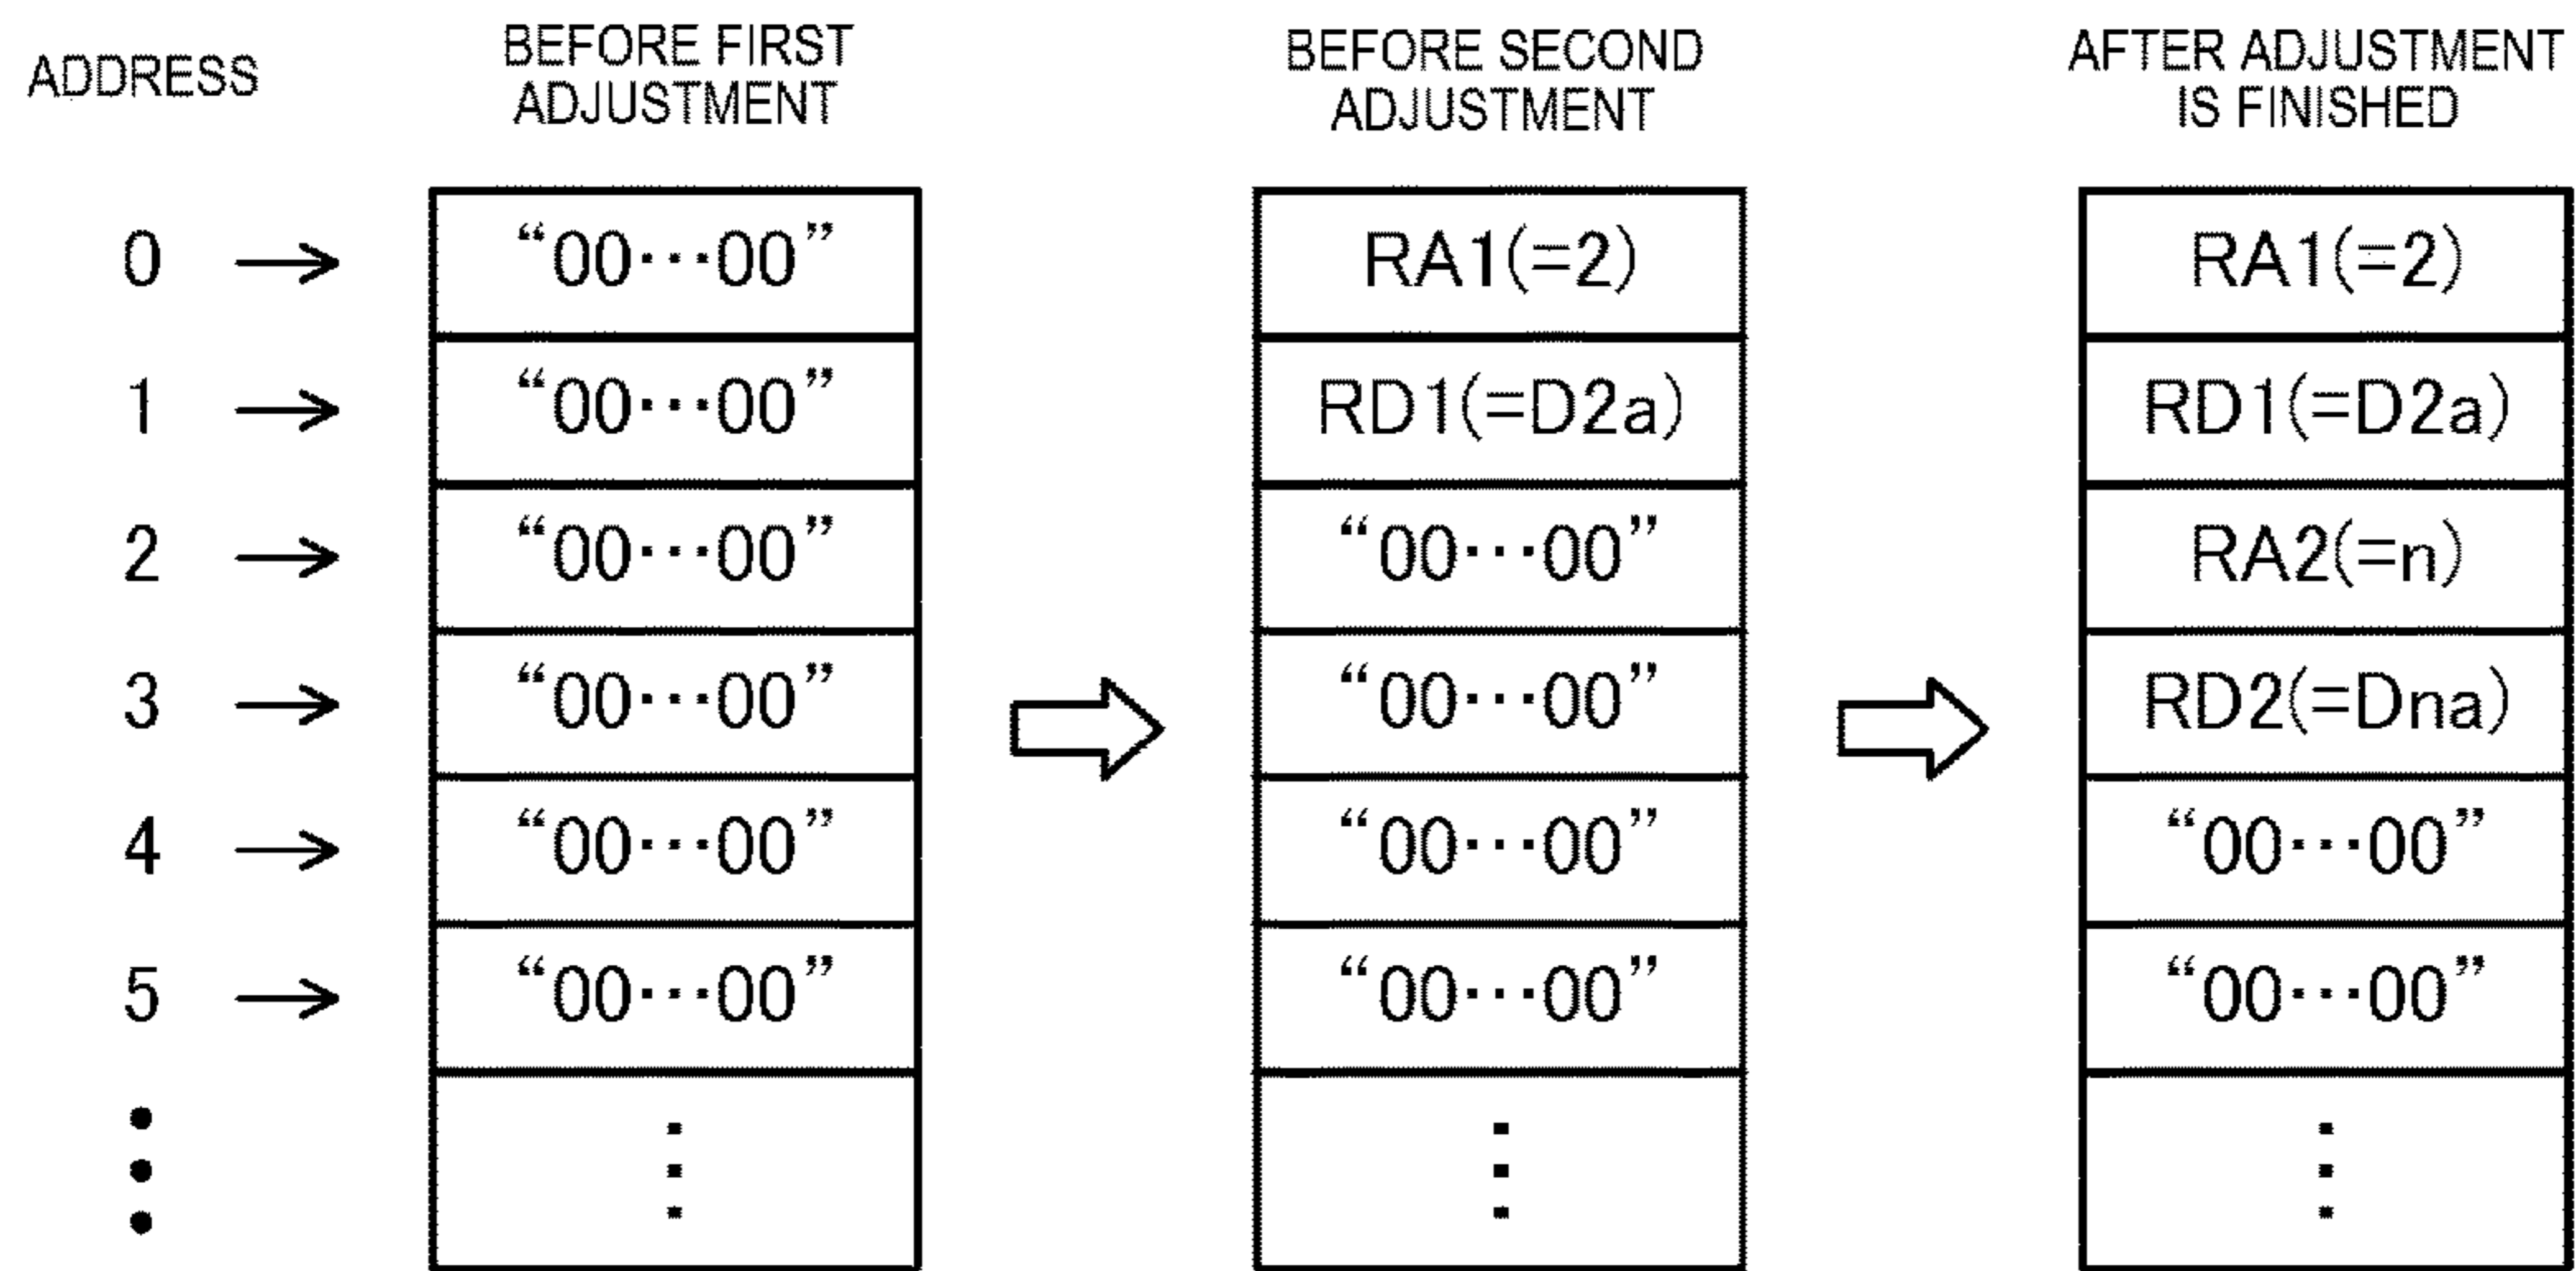 ADDRESS
BEFORE FIRST
ADJUSTMENT
BEFORE SECOND
ADJUSTMENT
AFTER ADJUSTMENT
IS FINISHED
0 → “00···00” RA1(=2) RA1(=2)
1 → “00···00” RD1(=D2a) RD1(=D2a)
2 → “00···00” “00···00” RA2(=n)
3 → “00···00” “00···00” RD2(=Dna)
4 → “00···00” “00···00” “00···00”
5 → “00···00” “00···00” “00···00”